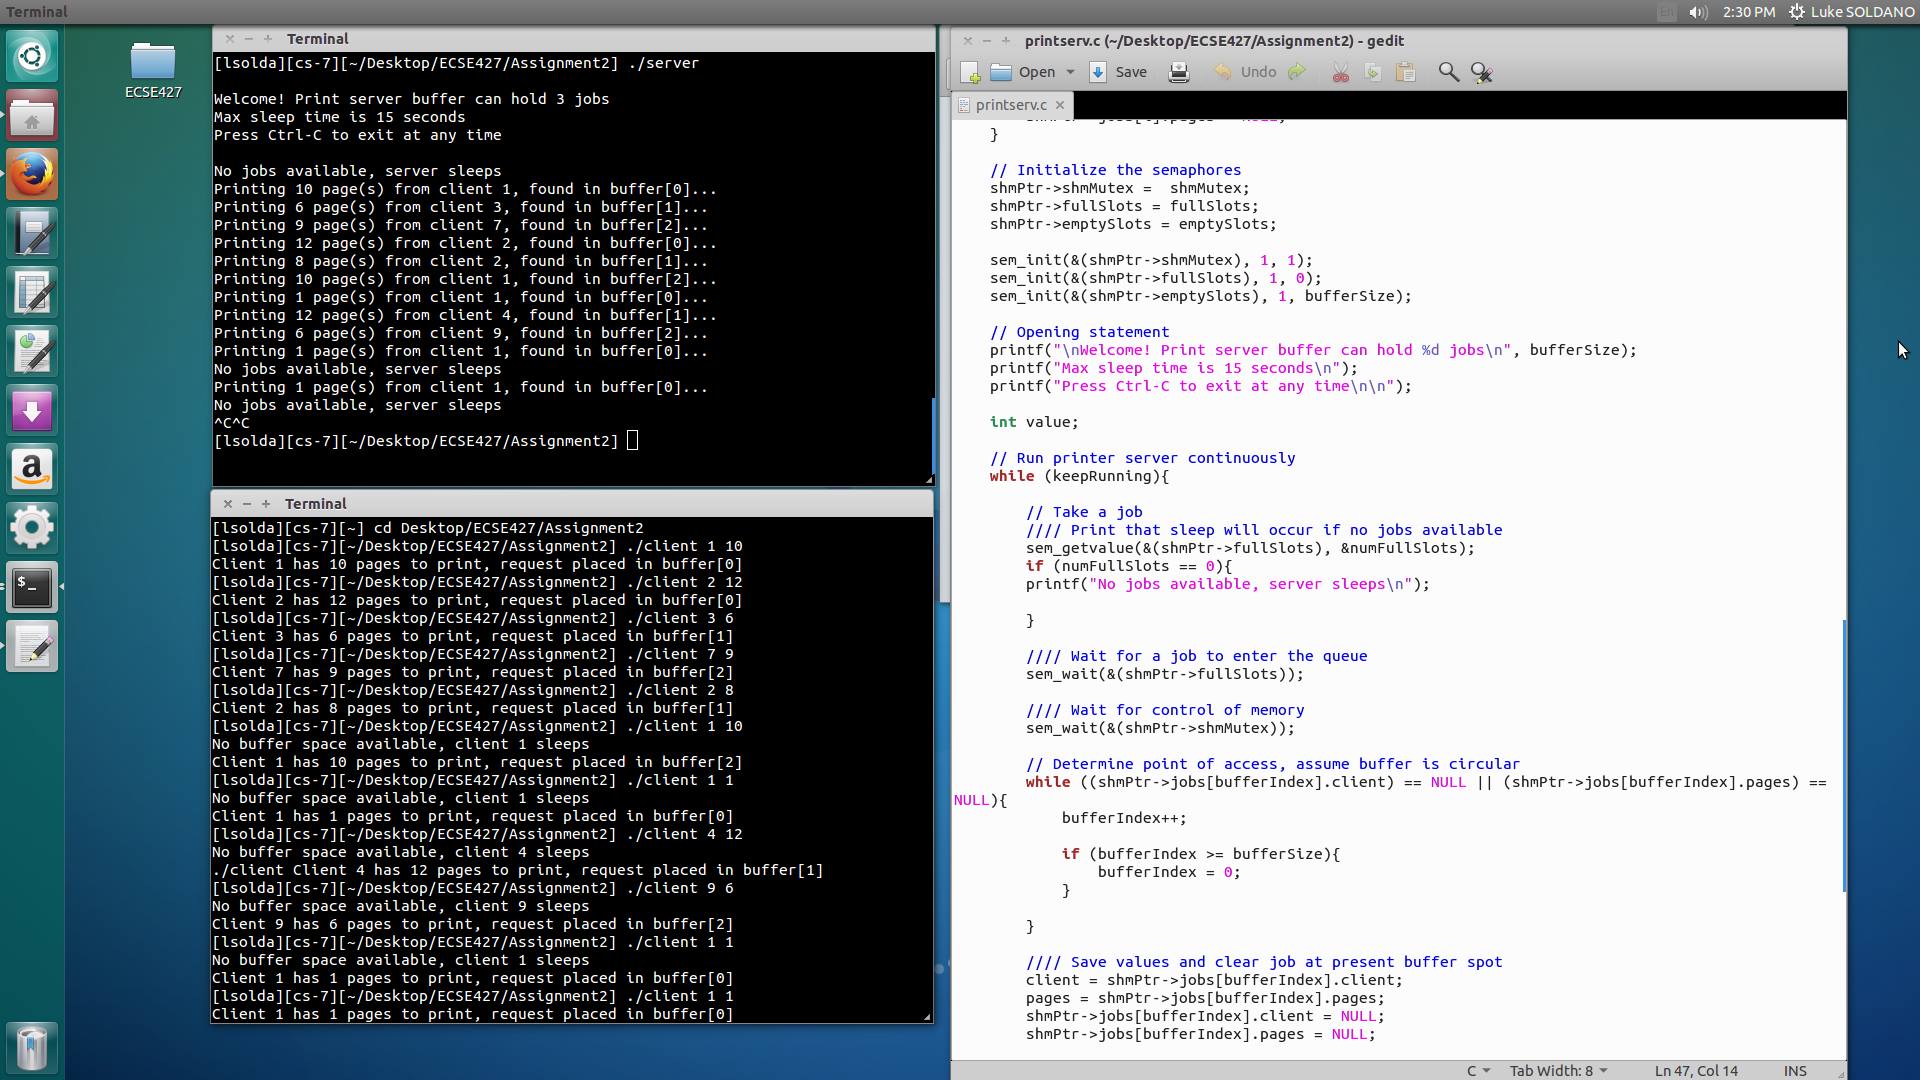 Terminal
En
2:30 PM
Luke SOLDANO
ECSE427
Terminal
[lsolda][cs-7][~/Desktop/ECSE427/Assignment2] ./server
Welcome! Print server buffer can hold 3 jobs
Max sleep time is 15 seconds
Press Ctrl-C to exit at any time
No jobs available, server sleeps
Printing 10 page(s) from client 1, found in buffer[0]...
Printing 6 page(s) from client 3, found in buffer[1]...
Printing 9 page(s) from client 7, found in buffer[2]...
Printing 12 page(s) from client 2, found in buffer[0]...
Printing 8 page(s) from client 2, found in buffer[1]...
Printing 10 page(s) from client 1, found in buffer[2]...
Printing 1 page(s) from client 1, found in buffer[0]...
Printing 12 page(s) from client 4, found in buffer[1]...
Printing 6 page(s) from client 9, found in buffer[2]...
Printing 1 page(s) from client 1, found in buffer[0]...
No jobs available, server sleeps
Printing 1 page(s) from client 1, found in buffer[0]...
No jobs available, server sleeps
^C^C
[lsolda][cs-7][~/Desktop/ECSE427/Assignment2]
Terminal
[lsolda][cs-7][~] cd Desktop/ECSE427/Assignment2
[lsolda][cs-7][~/Desktop/ECSE427/Assignment2] ./client 1 10
Client 1 has 10 pages to print, request placed in buffer[0]
[lsolda][cs-7][~/Desktop/ECSE427/Assignment2] ./client 2 12
Client 2 has 12 pages to print, request placed in buffer[0]
[lsolda][cs-7][~/Desktop/ECSE427/Assignment2] ./client 3 6
Client 3 has 6 pages to print, request placed in buffer[1]
[lsolda][cs-7][~/Desktop/ECSE427/Assignment2] ./client 7 9
Client 7 has 9 pages to print, request placed in buffer[2]
[lsolda][cs-7][~/Desktop/ECSE427/Assignment2] ./client 2 8
Client 2 has 8 pages to print, request placed in buffer[1]
[lsolda][cs-7][~/Desktop/ECSE427/Assignment2] ./client 1 10
No buffer space available, client 1 sleeps
Client 1 has 10 pages to print, request placed in buffer[2]
[lsolda][cs-7][~/Desktop/ECSE427/Assignment2] ./client 1 1
No buffer space available, client 1 sleeps
Client 1 has 1 pages to print, request placed in buffer[0]
[lsolda][cs-7][~/Desktop/ECSE427/Assignment2] ./client 4 12
No buffer space available, client 4 sleeps
./client Client 4 has 12 pages to print, request placed in buffer[1]
[lsolda][cs-7][~/Desktop/ECSE427/Assignment2] ./client 9 6
No buffer space available, client 9 sleeps
Client 9 has 6 pages to print, request placed in buffer[2]
[lsolda][cs-7][~/Desktop/ECSE427/Assignment2] ./client 1 1
No buffer space available, client 1 sleeps
Client 1 has 1 pages to print, request placed in buffer[0]
[lsolda][cs-7][~/Desktop/ECSE427/Assignment2] ./client 1 1
Client 1 has 1 pages to print, request placed in buffer[0]
printserv.c (~/Desktop/ECSE427/Assignment2) - gedit
Open Save Undo
printserv.c
}
// Initialize the semaphores
shmPtr->shmMutex =  shmMutex;
shmPtr->fullSlots = fullSlots;
shmPtr->emptySlots = emptySlots;
sem_init(&(shmPtr->shmMutex), 1, 1);
sem_init(&(shmPtr->fullSlots), 1, 0);
sem_init(&(shmPtr->emptySlots), 1, bufferSize);
// Opening statement
printf("\nWelcome! Print server buffer can hold %d jobs\n", bufferSize);
printf("Max sleep time is 15 seconds\n");
printf("Press Ctrl-C to exit at any time\n\n");
int value;
// Run printer server continuously
while (keepRunning){
// Take a job
//// Print that sleep will occur if no jobs available
sem_getvalue(&(shmPtr->fullSlots), &numFullSlots);
if (numFullSlots == 0){
printf("No jobs available, server sleeps\n");
}
//// Wait for a job to enter the queue
sem_wait(&(shmPtr->fullSlots));
//// Wait for control of memory
sem_wait(&(shmPtr->shmMutex));
// Determine point of access, assume buffer is circular
while ((shmPtr->jobs[bufferIndex].client) == NULL || (shmPtr->jobs[bufferIndex].pages) ==
NULL){
bufferIndex++;
if (bufferIndex >= bufferSize){
bufferIndex = 0;
}
}
//// Save values and clear job at present buffer spot
client = shmPtr->jobs[bufferIndex].client;
pages = shmPtr->jobs[bufferIndex].pages;
shmPtr->jobs[bufferIndex].client = NULL;
shmPtr->jobs[bufferIndex].pages = NULL;
C Tab Width: 8 Ln 47, Col 14 INS